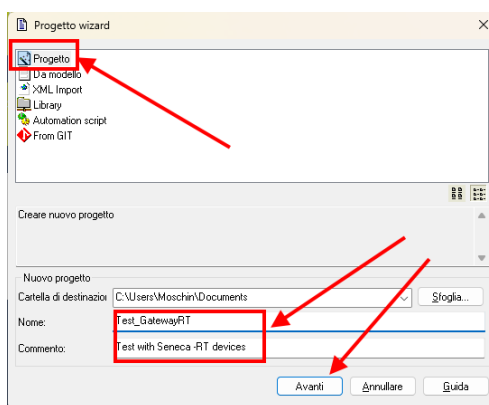 Progetto wizard
Progetto
Da modello
XML Import
Library
Automation script
From GIT
Creare nuovo progetto
Nuovo progetto
Cartella di destinazior C:\Users\Moschin\Documents Sfoglia...
Nome: Test_GatewayRT
Commento: Test with Seneca -RT devices
Avanti Annullare Guida